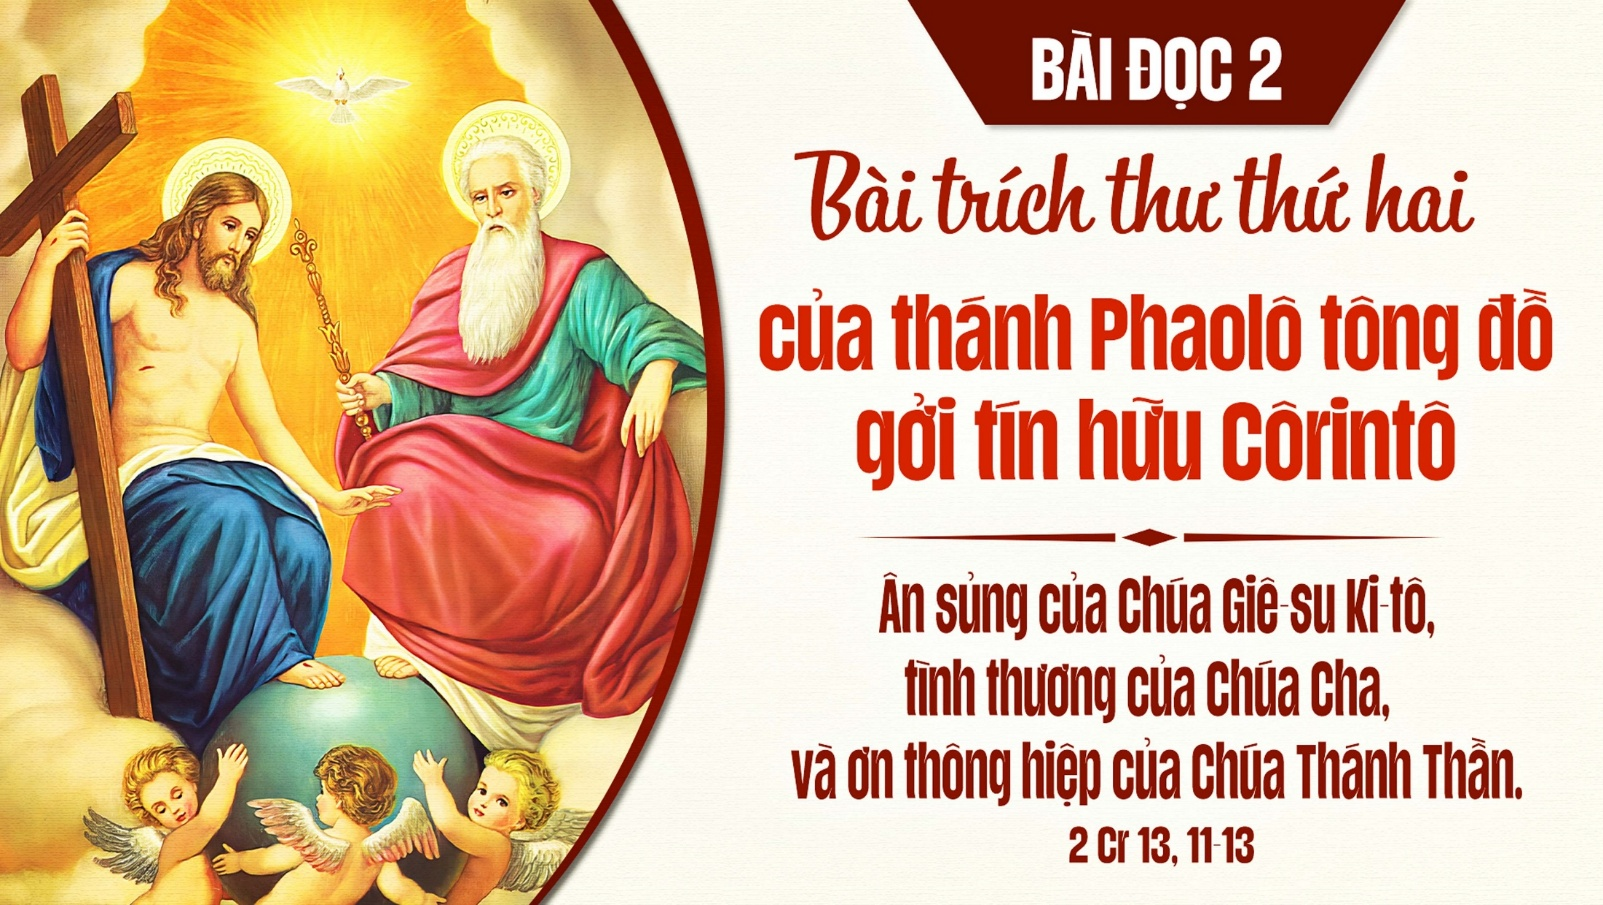 BÀI ĐỌC 2
Bài trích thư thứ hai
của thánh Phaolô tông đồ
gởi tín hữu Côrintô
Ân sủng của Chúa Giê-su Ki-tô,
tình thương của Chúa Cha,
và ơn thông hiệp của Chúa Thánh Thần.
2 Cr 13, 11-13